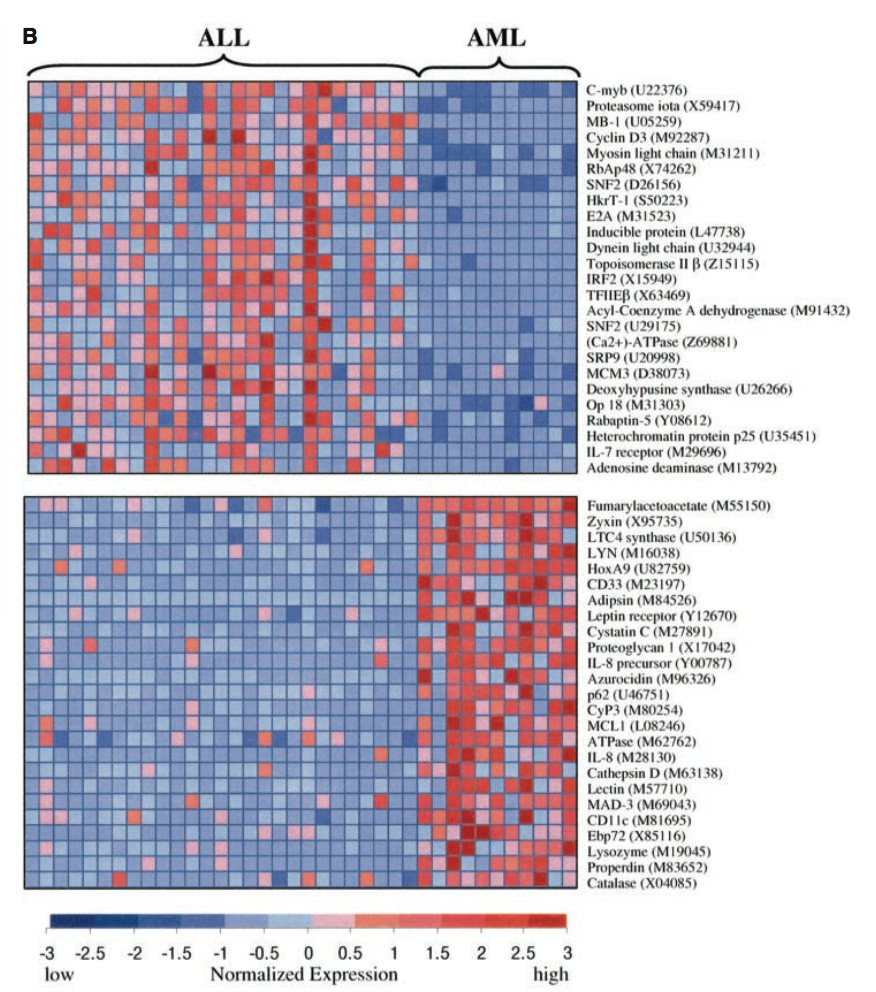 B
ALL AML
C-myb (U22376)
Proteasome iota (X59417)
MB-1 (U05259)
Cyclin D3 (M92287)
Myosin light chain (M31211)
RbAp48 (X74262)
SNF2 (D26156)
HkrT-1 (S50223)
E2A (M31523)
Inducible protein (L47738)
Dynein light chain (U32944)
Topoisomerase II β (Z15115)
IRF2 (X15949)
TFIIEβ (X63469)
Acyl-Coenzyme A dehydrogenase (M91432)
SNF2 (U29175)
(Ca2+)-ATPase (Z69881)
SRP9 (U20998)
MCM3 (D38073)
Deoxyhypusine synthase (U26266)
Op 18 (M31303)
Rabaptin-5 (Y08612)
Heterochromatin protein p25 (U35451)
IL-7 receptor (M29696)
Adenosine deaminase (M13792)
Fumarylacetoacetate (M55150)
Zyxin (X95735)
LTC4 synthase (U50136)
LYN (M16038)
HoxA9 (U82759)
CD33 (M23197)
Adipsin (M84526)
Leptin receptor (Y12670)
Cystatin C (M27891)
Proteoglycan 1 (X17042)
IL-8 precursor (Y00787)
Azurocidin (M96326)
p62 (U46751)
CyP3 (M80254)
MCL1 (L08246)
ATPase (M62762)
IL-8 (M28130)
Cathepsin D (M63138)
Lectin (M57710)
MAD-3 (M69043)
CD11c (M81695)
Ebp72 (X85116)
Lysozyme (M19045)
Properdin (M83652)
Catalase (X04085)
-3 -2.5 -2 -1.5 -1 -0.5 0 0.5 1 1.5 2 2.5 3
low Normalized Expression high